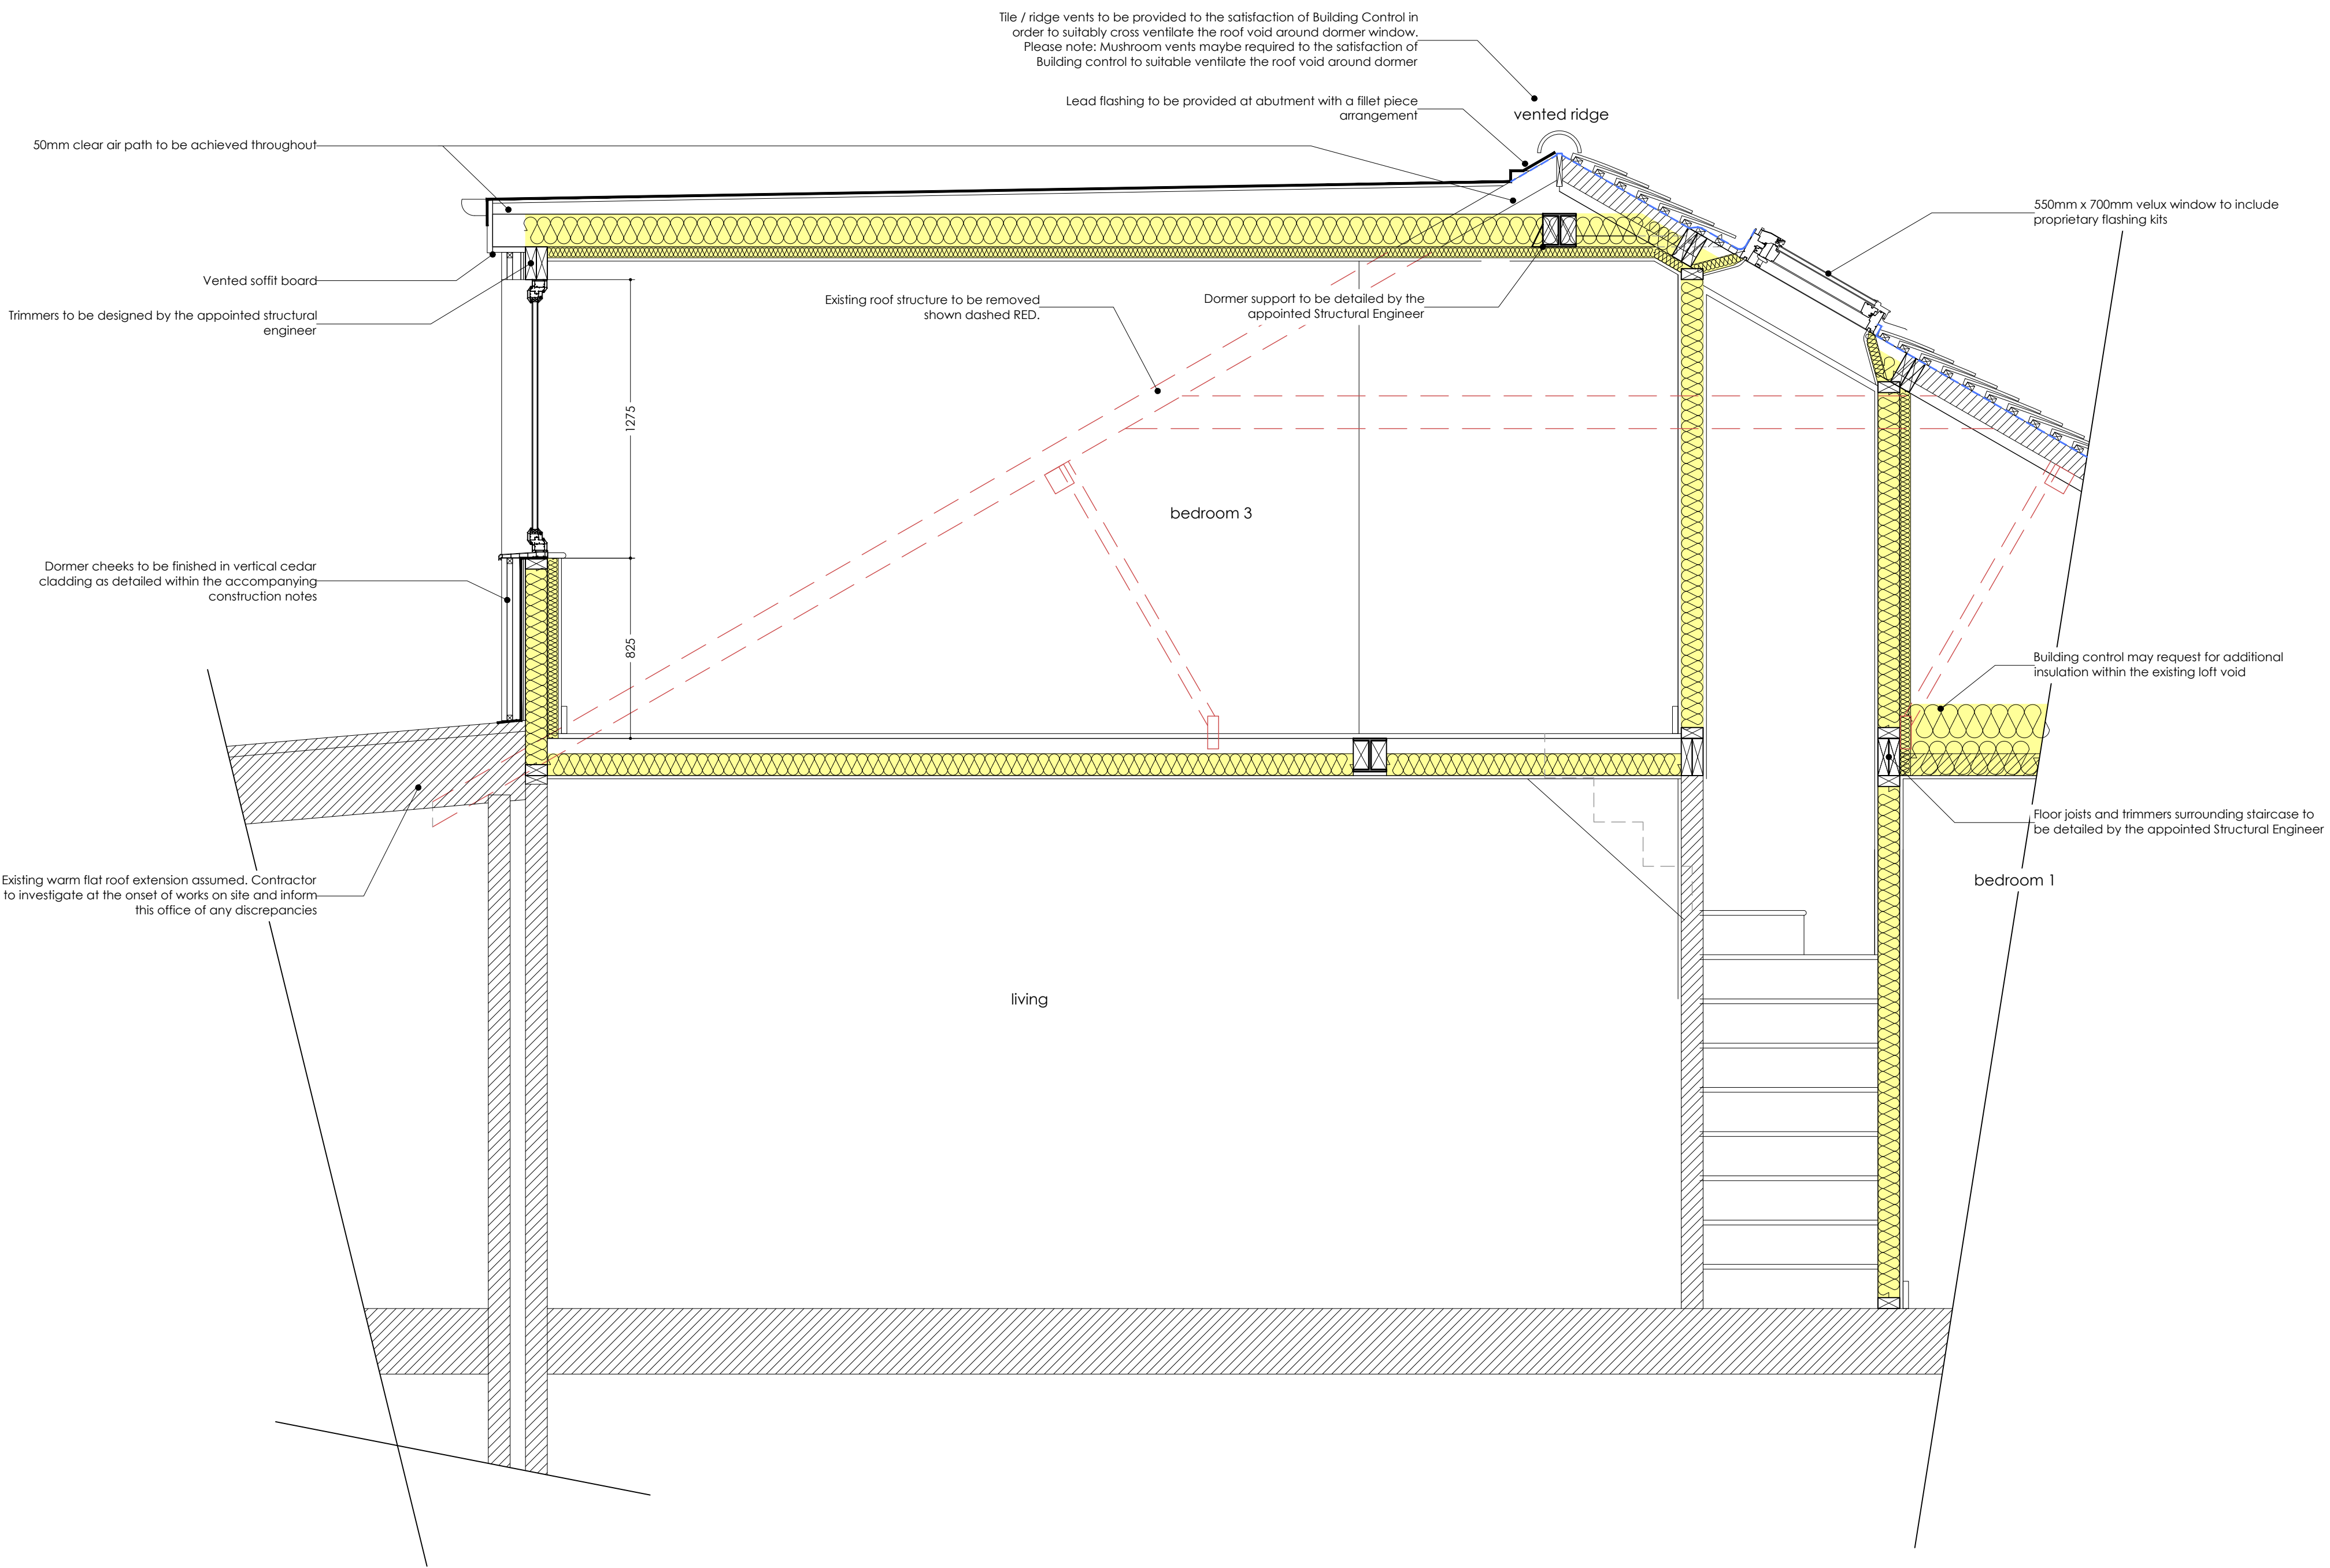 Tile / ridge vents to be provided to the satisfaction of Building Control in
order to suitably cross ventilate the roof void around dormer window.
Please note: Mushroom vents maybe required to the satisfaction of
Building control to suitable ventilate the roof void around dormer
Lead flashing to be provided at abutment with a fillet piece
arrangement
vented ridge
50mm clear air path to be achieved throughout
550mm x 700mm velux window to include
proprietary flashing kits
Vented soffit board
Trimmers to be designed by the appointed structural
engineer
Existing roof structure to be removed
shown dashed RED.
Dormer support to be detailed by the
appointed Structural Engineer
1275
bedroom 3
Dormer cheeks to be finished in vertical cedar
cladding as detailed within the accompanying
construction notes
825
Building control may request for additional
insulation within the existing loft void
Floor joists and trimmers surrounding staircase to
be detailed by the appointed Structural Engineer
Existing warm flat roof extension assumed. Contractor
to investigate at the onset of works on site and inform
this office of any discrepancies
bedroom 1
living